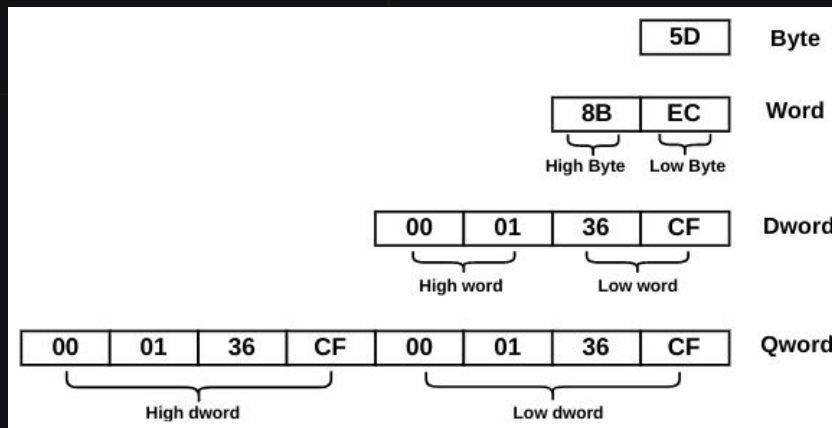 5D Byte
8B EC Word
High Byte Low Byte
00 01 36 CF Dword
High word Low word
00 01 36 CF 00 01 36 CF Qword
High dword Low dword